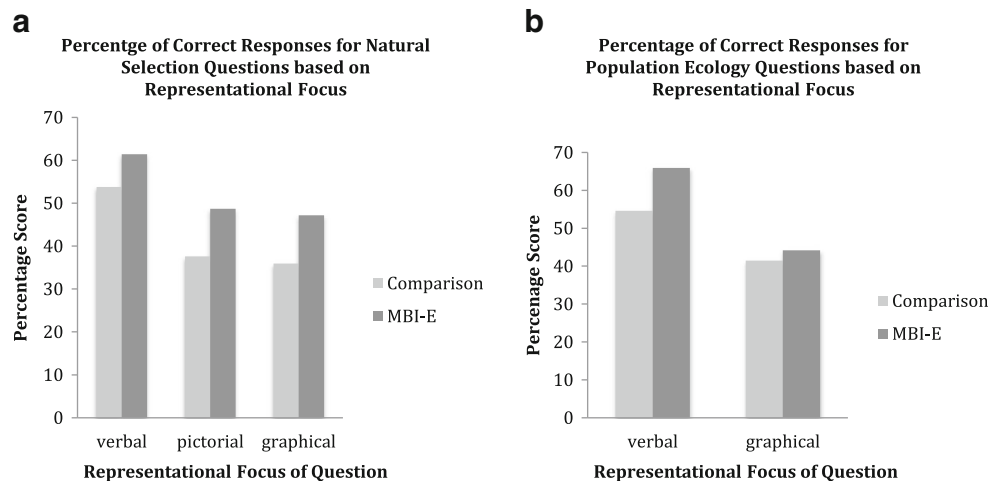 a
Percentge of Correct Responses for Natural
Selection Questions based on
Representational Focus
70
60
50
40
30
20
10
0
Percentage Score
verbal pictorial graphical
Representational Focus of Question
Comparison
MBI-E
b
Percentage of Correct Responses for
Population Ecology Questions based on
Representational Focus
70
60
50
40
30
20
10
0
Percenage Score
verbal graphical
Representational Focus of Question
Comparison
MBI-E